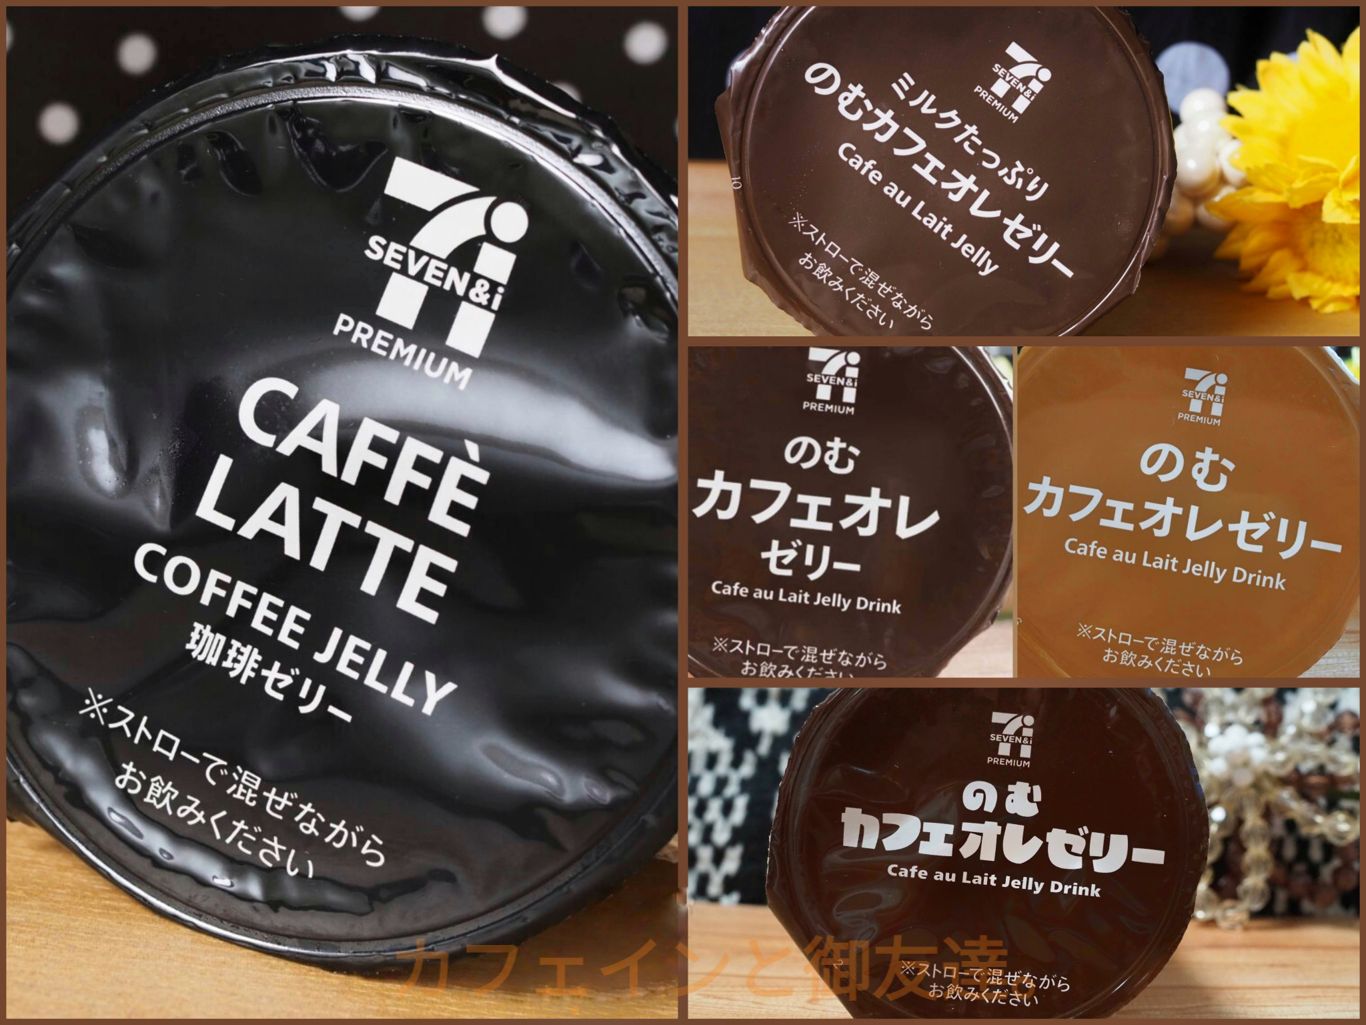 SEVEN&i
PREMIUM
CAFFÈ
LATTE
COFFEE JELLY
珈琲ゼリー
※ストローで混ぜながら
お飲みください
SEVEN&i
PREMIUM
ミルクたっぷり
のむカフェオレゼリー
Cafe au Lait Jelly
※ストローで混ぜながら
お飲みください
10
SEVEN&i
PREMIUM
のむ
カフェオレ
ゼリー
Cafe au Lait Jelly Drink
※ストローで混ぜながら
お飲みください
SEVEN&i
PREMIUM
のむ
カフェオレゼリー
Cafe au Lait Jelly Drink
※ストローで混ぜながら
お飲みください
SEVEN&i
PREMIUM
のむ
カフェオレゼリー
Cafe au Lait Jelly Drink
※ストローで混ぜながら
お飲みください
カフェインと御友達。